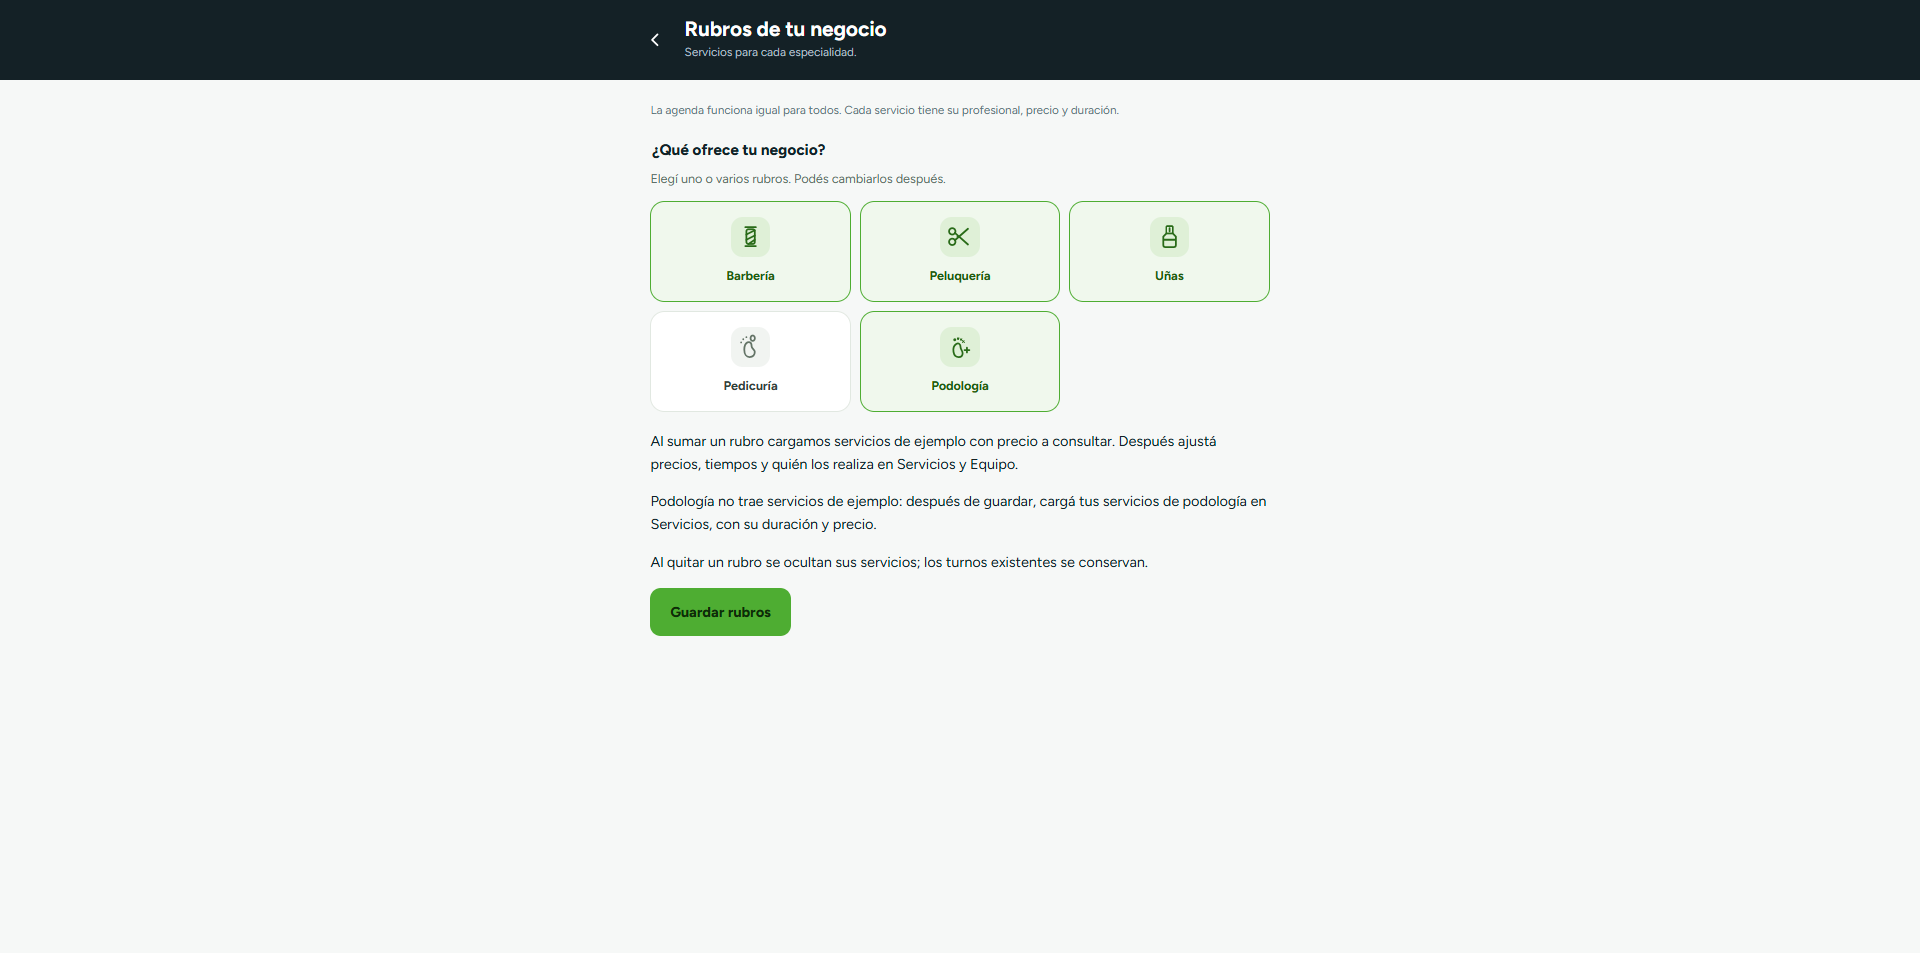 Rubros de tu negocio
Servicios para cada especialidad.
La agenda funciona igual para todos. Cada servicio tiene su profesional, precio y duración.
¿Qué ofrece tu negocio?
Elegí uno o varios rubros. Podés cambiarlos después.
Barbería
Peluquería
Uñas
Pedicuría
Podología
Al sumar un rubro cargamos servicios de ejemplo con precio a consultar. Después ajustá
precios, tiempos y quién los realiza en Servicios y Equipo.
Podología no trae servicios de ejemplo: después de guardar, cargá tus servicios de podología en
Servicios, con su duración y precio.
Al quitar un rubro se ocultan sus servicios; los turnos existentes se conservan.
Guardar rubros